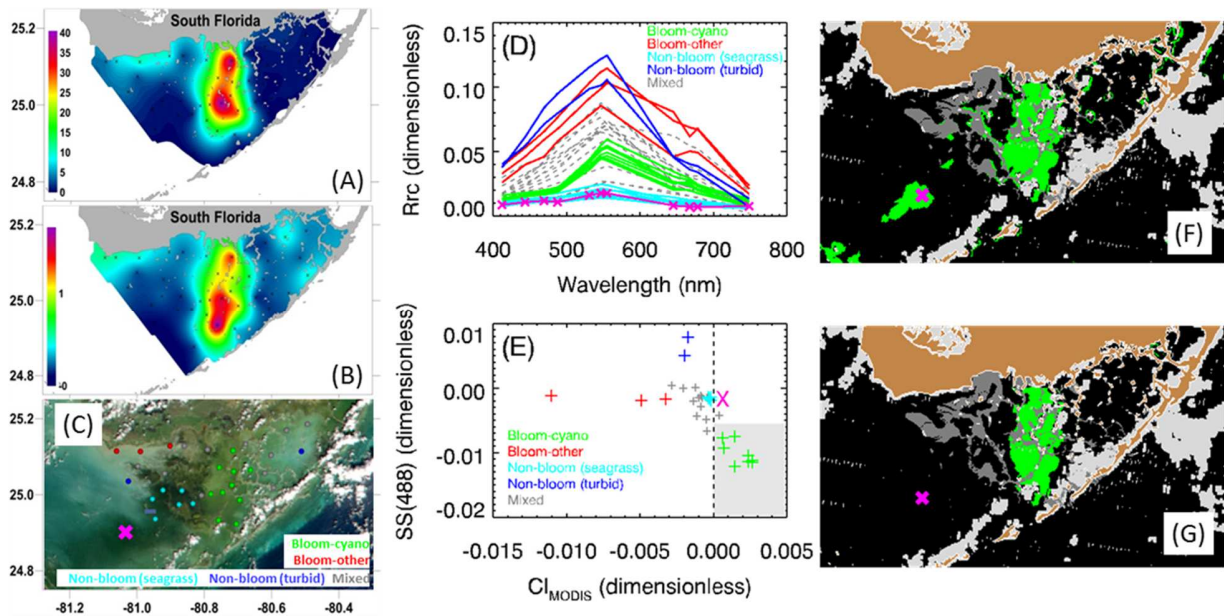 25.2
South Florida
40
35
30
25
20
15
10
5
0
25.0
24.8
(A)
25.2
South Florida
1
-0
25.0
24.8
(B)
(C)
25.2
25.0
24.8
Bloom-cyano
Bloom-other
Non-bloom (seagrass) Non-bloom (turbid) Mixed
-81.2 -81.0 -80.8 -80.6 -80.4
(D)
Bloom-cyano
Bloom-other
Non-bloom (seagrass)
Non-bloom (turbid)
Mixed
Rrc (dimensionless)
0.15
0.10
0.05
0.00
400 500 600 700 800
Wavelength (nm)
(E)
SS(488) (dimensionless)
0.01
0.00
-0.01
-0.02
Bloom-cyano
Bloom-other
Non-bloom (seagrass)
Non-bloom (turbid)
Mixed
-0.015 -0.010 -0.005 0.000 0.005
CI MODIS (dimensionless)
(F)
(G)